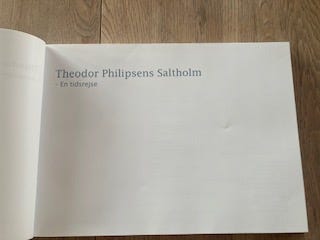 Theodor Philipsens Saltholm
- En tidsrejse